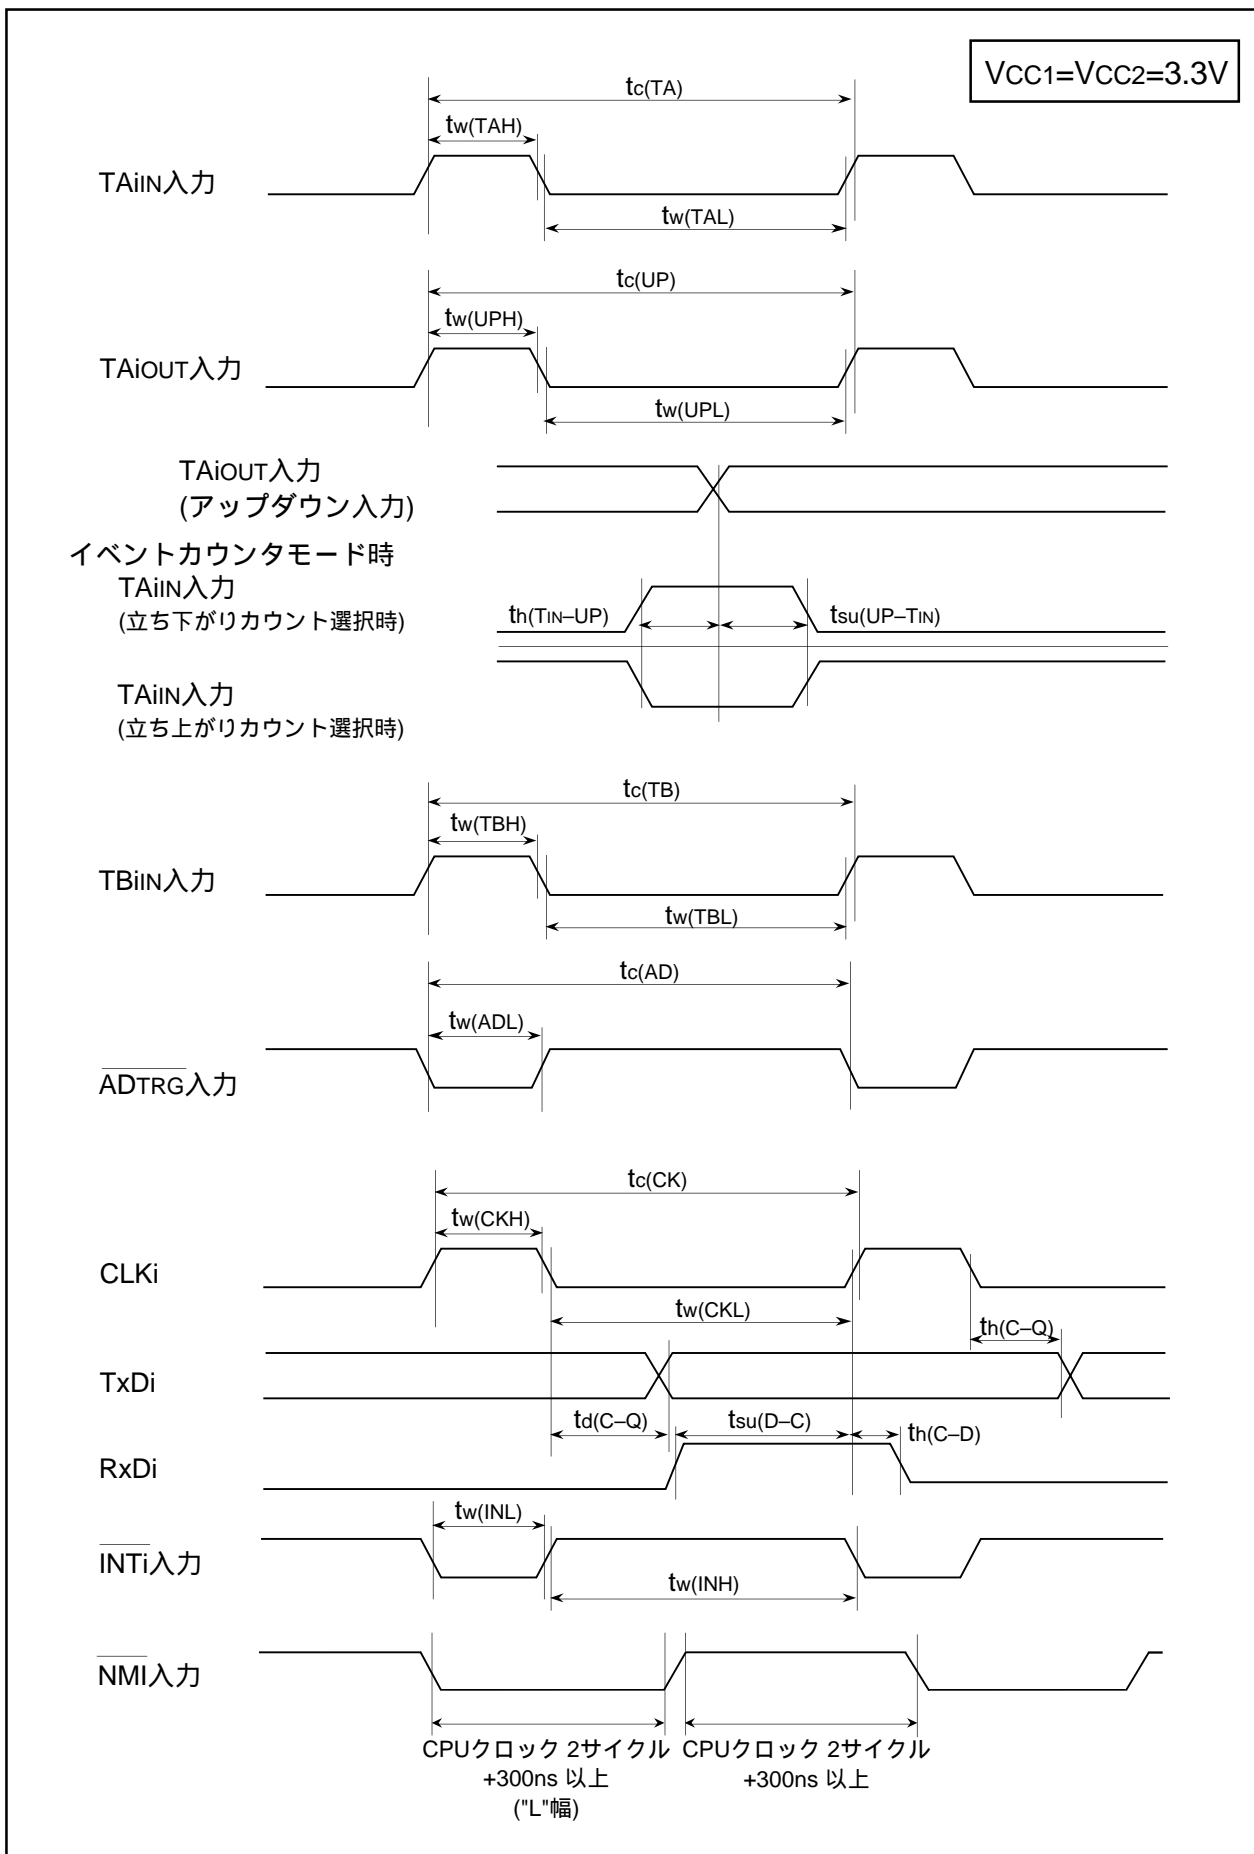 VCC1=VCC2=3.3V
tc(TA)
tw(TAH)
TAiIN入力
tw(TAL)
tc(UP)
tw(UPH)
TAiOUT入力
tw(UPL)
TAiOUT入力
(アップダウン入力)
イベントカウンタモード時
TAiIN入力
(立ち下がりカウント選択時)
th(TIN–UP)
tsu(UP–TIN)
TAiIN入力
(立ち上がりカウント選択時)
tc(TB)
tw(TBH)
TBiIN入力
tw(TBL)
tc(AD)
tw(ADL)
ADTRG入力
tc(CK)
tw(CKH)
CLKi
tw(CKL)
th(C–Q)
TxDi
td(C–Q)
tsu(D–C)
th(C–D)
RxDi
tw(INL)
INTi入力
tw(INH)
NMI入力
CPUクロック 2サイクル
+300ns 以上
("L"幅)
CPUクロック 2サイクル
+300ns 以上